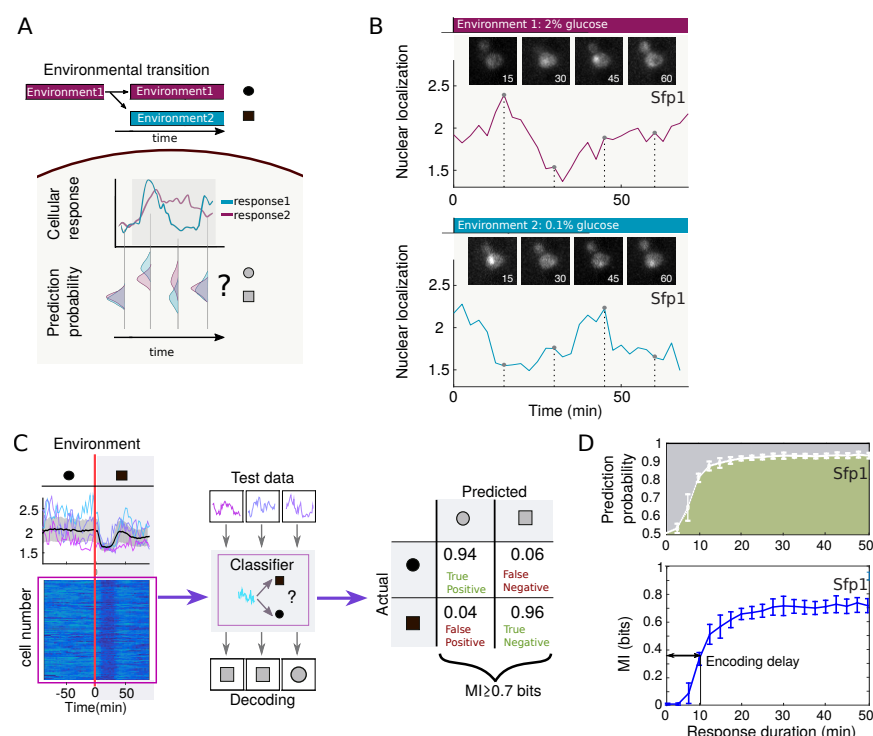 A
Environmental transition
Environment1
Environment1
Environment2
time
Cellular
response
response1
response2
Prediction
probability
?
time
B
Environment 1: 2% glucose
15
30
45
60
Sfp1
Nuclear localization
2.5
2
1.5
0
50
Environment 2: 0.1% glucose
15
30
45
60
Sfp1
Nuclear localization
2.5
2
1.5
0
50
Time (min)
C
Environment
2.5
2
1.5
cell number
-50
0
50
Time(min)
Test data
Classifier
?
Decoding
Predicted
Actual
0.94
True
Positive
0.06
False
Negative
0.04
False
Positive
0.96
True
Negative
MI≥0.7 bits
D
Prediction
probability
1
0.9
0.8
0.7
0.6
0.5
Sfp1
0
10
20
30
40
50
MI (bits)
1
0.8
0.6
0.4
0.2
0
Sfp1
Encoding delay
0
10
20
30
40
50
Response duration (min)